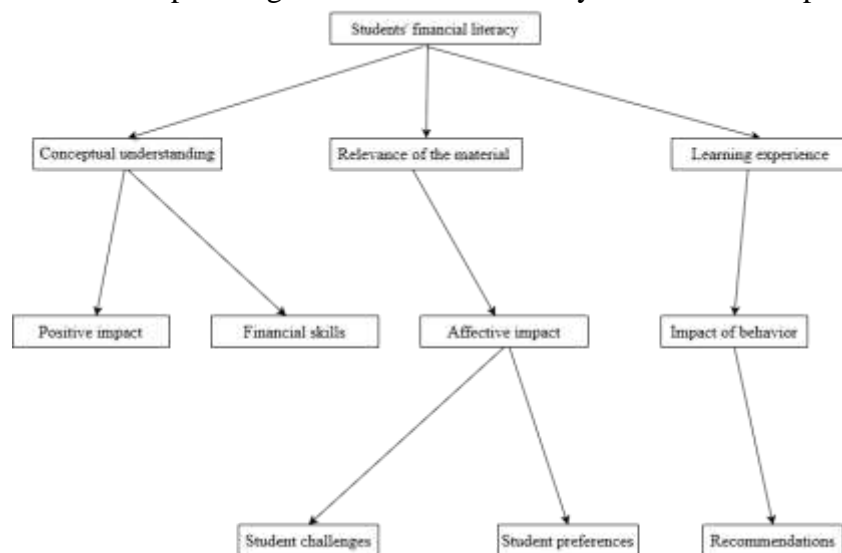 Students' financial literacy
Conceptual understanding
Relevance of the material
Learning experience
Positive impact
Financial skills
Affective impact
Impact of behavior
Student challenges
Student preferences
Recommendations